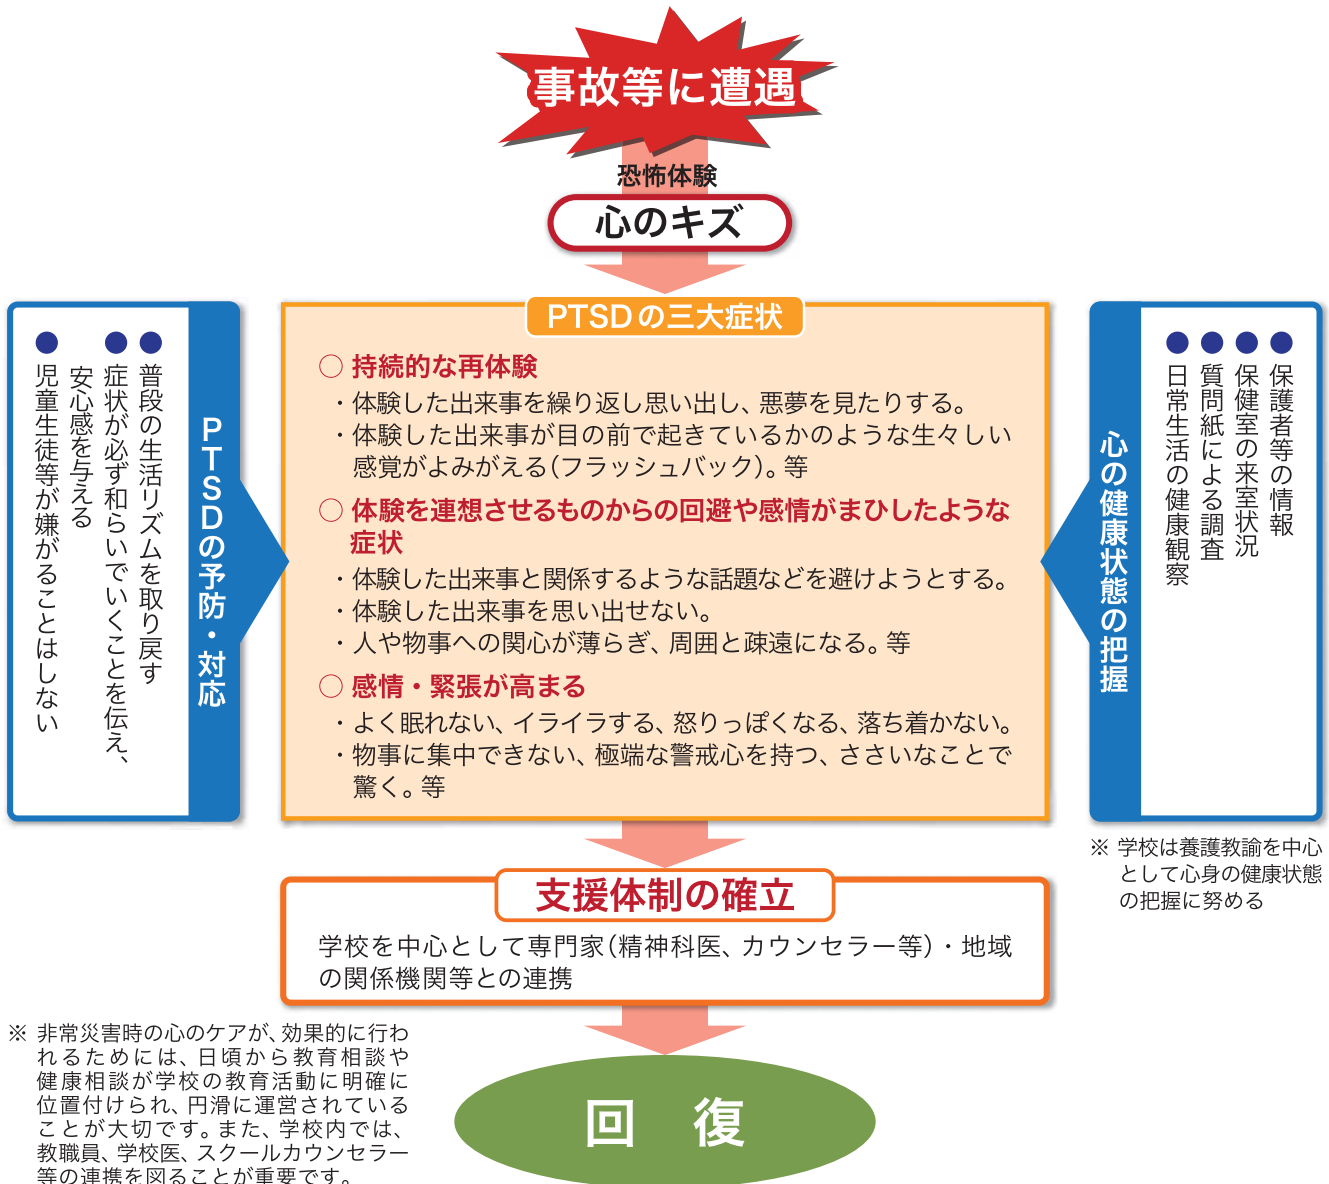 事故等に遭遇
恐怖体験
心のキズ
PTSDの予防・対応
●普段の生活リズムを取り戻す
●症状が必ず和らいでいくことを伝え、
安心感を与える
●児童生徒等が嫌がることはしない
PTSDの三大症状
○ 持続的な再体験
・体験した出来事を繰り返し思い出し、悪夢を見たりする。
・体験した出来事が目の前で起きているかのような生々しい
感覚がよみがえる（フラッシュバック）。等
○ 体験を連想させるものからの回避や感情がまひしたような
症状
・体験した出来事と関係するような話題などを避けようとする。
・体験した出来事を思い出せない。
・人や物事への関心が薄らぎ、周囲と疎遠になる。等
○ 感情・緊張が高まる
・よく眠れない、イライラする、怒りっぽくなる、落ち着かない。
・物事に集中できない、極端な警戒心を持つ、ささいなことで
驚く。等
心の健康状態の把握
●保護者等の情報
●保健室の来室状況
●質問紙による調査
●日常生活の健康観察
※ 学校は養護教諭を中心
として心身の健康状態
の把握に努める
支援体制の確立
学校を中心として専門家（精神科医、カウンセラー等）・地域
の関係機関等との連携
回　復
※ 非常災害時の心のケアが、効果的に行わ
れるためには、日頃から教育相談や
健康相談が学校の教育活動に明確に
位置付けられ、円滑に運営されている
ことが大切です。また、学校内では、
教職員、学校医、スクールカウンセラー
等の連携を図ることが重要です。